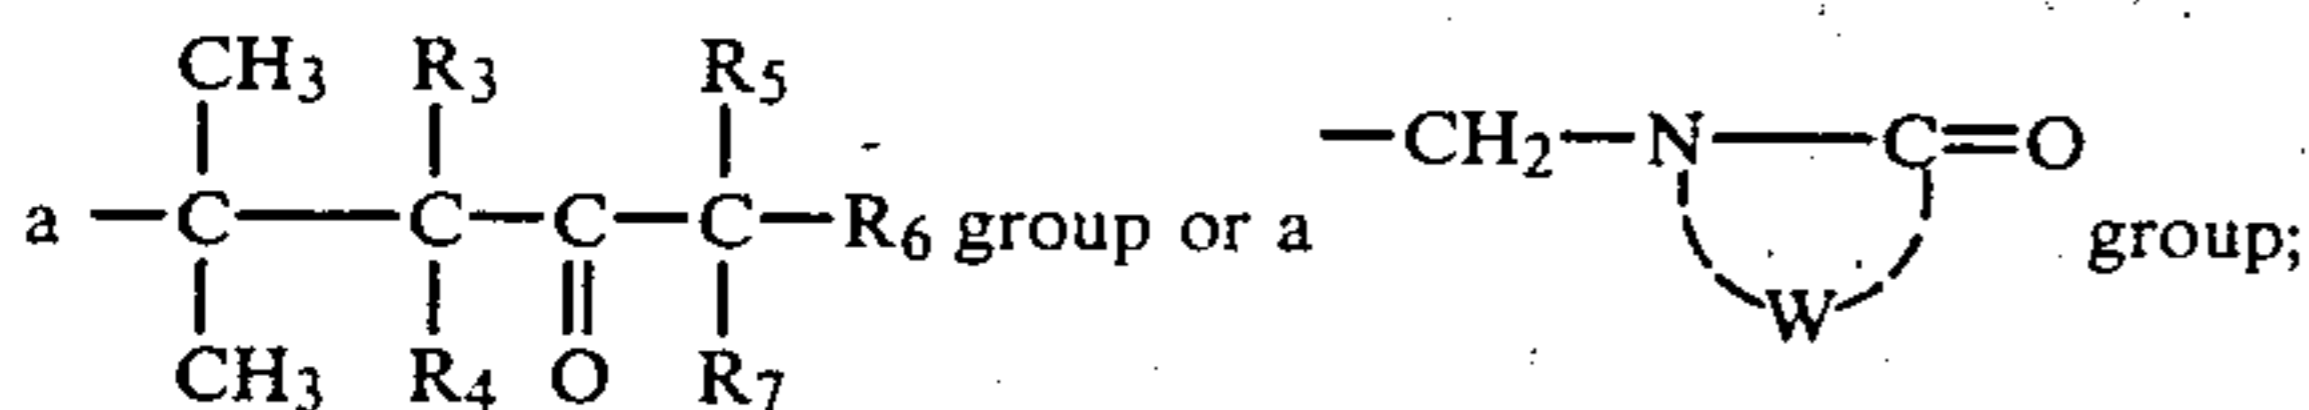 CH3 R3 R5
—CH2—N—C=O
a —C—C—C—C—R6 group or a group;
W
CH3 R4 O R7